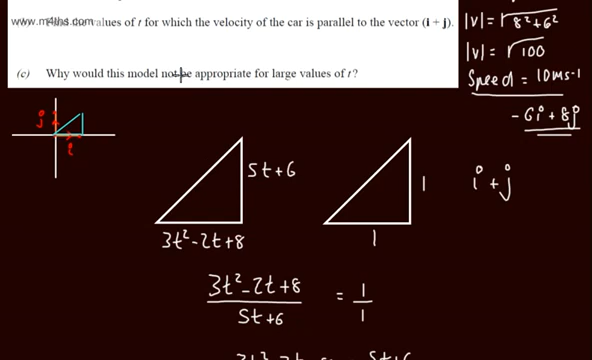 www.m4ths.com values of t for which the velocity of the car is parallel to the vector (i + j).
(c) Why would this model not be appropriate for large values of t?
|v| = √8²+6²
|v| = √100
Speed = 10ms-1
-6i + 8j
j
i
5t+6
3t²-2t+8
1
1
i + j
3t²-2t+8 / 5t+6 = 1/1